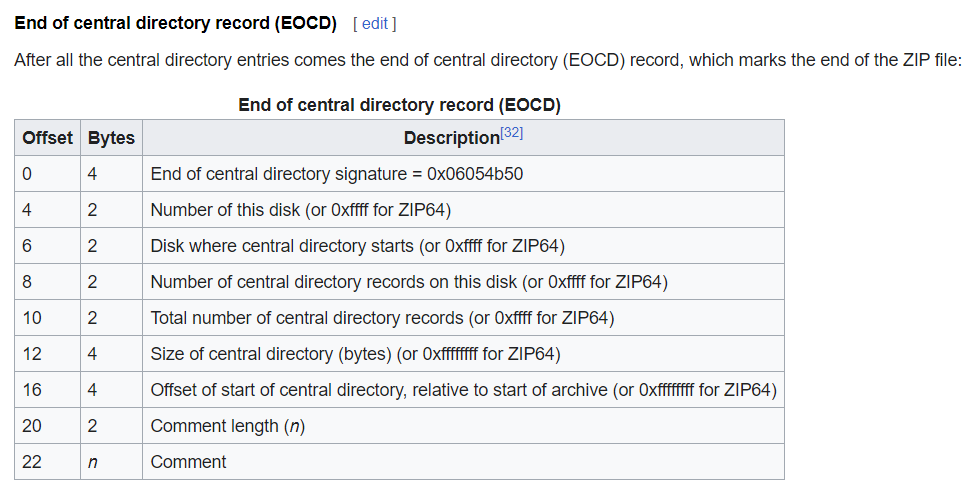 End of central directory record (EOCD) [ edit ]
After all the central directory entries comes the end of central directory (EOCD) record, which marks the end of the ZIP file:
End of central directory record (EOCD)
Offset Bytes Description[32]
0 4 End of central directory signature = 0x06054b50
4 2 Number of this disk (or 0xffff for ZIP64)
6 2 Disk where central directory starts (or 0xffff for ZIP64)
8 2 Number of central directory records on this disk (or 0xffff for ZIP64)
10 2 Total number of central directory records (or 0xffff for ZIP64)
12 4 Size of central directory (bytes) (or 0xffffffff for ZIP64)
16 4 Offset of start of central directory, relative to start of archive (or 0xffffffff for ZIP64)
20 2 Comment length (n)
22 n Comment